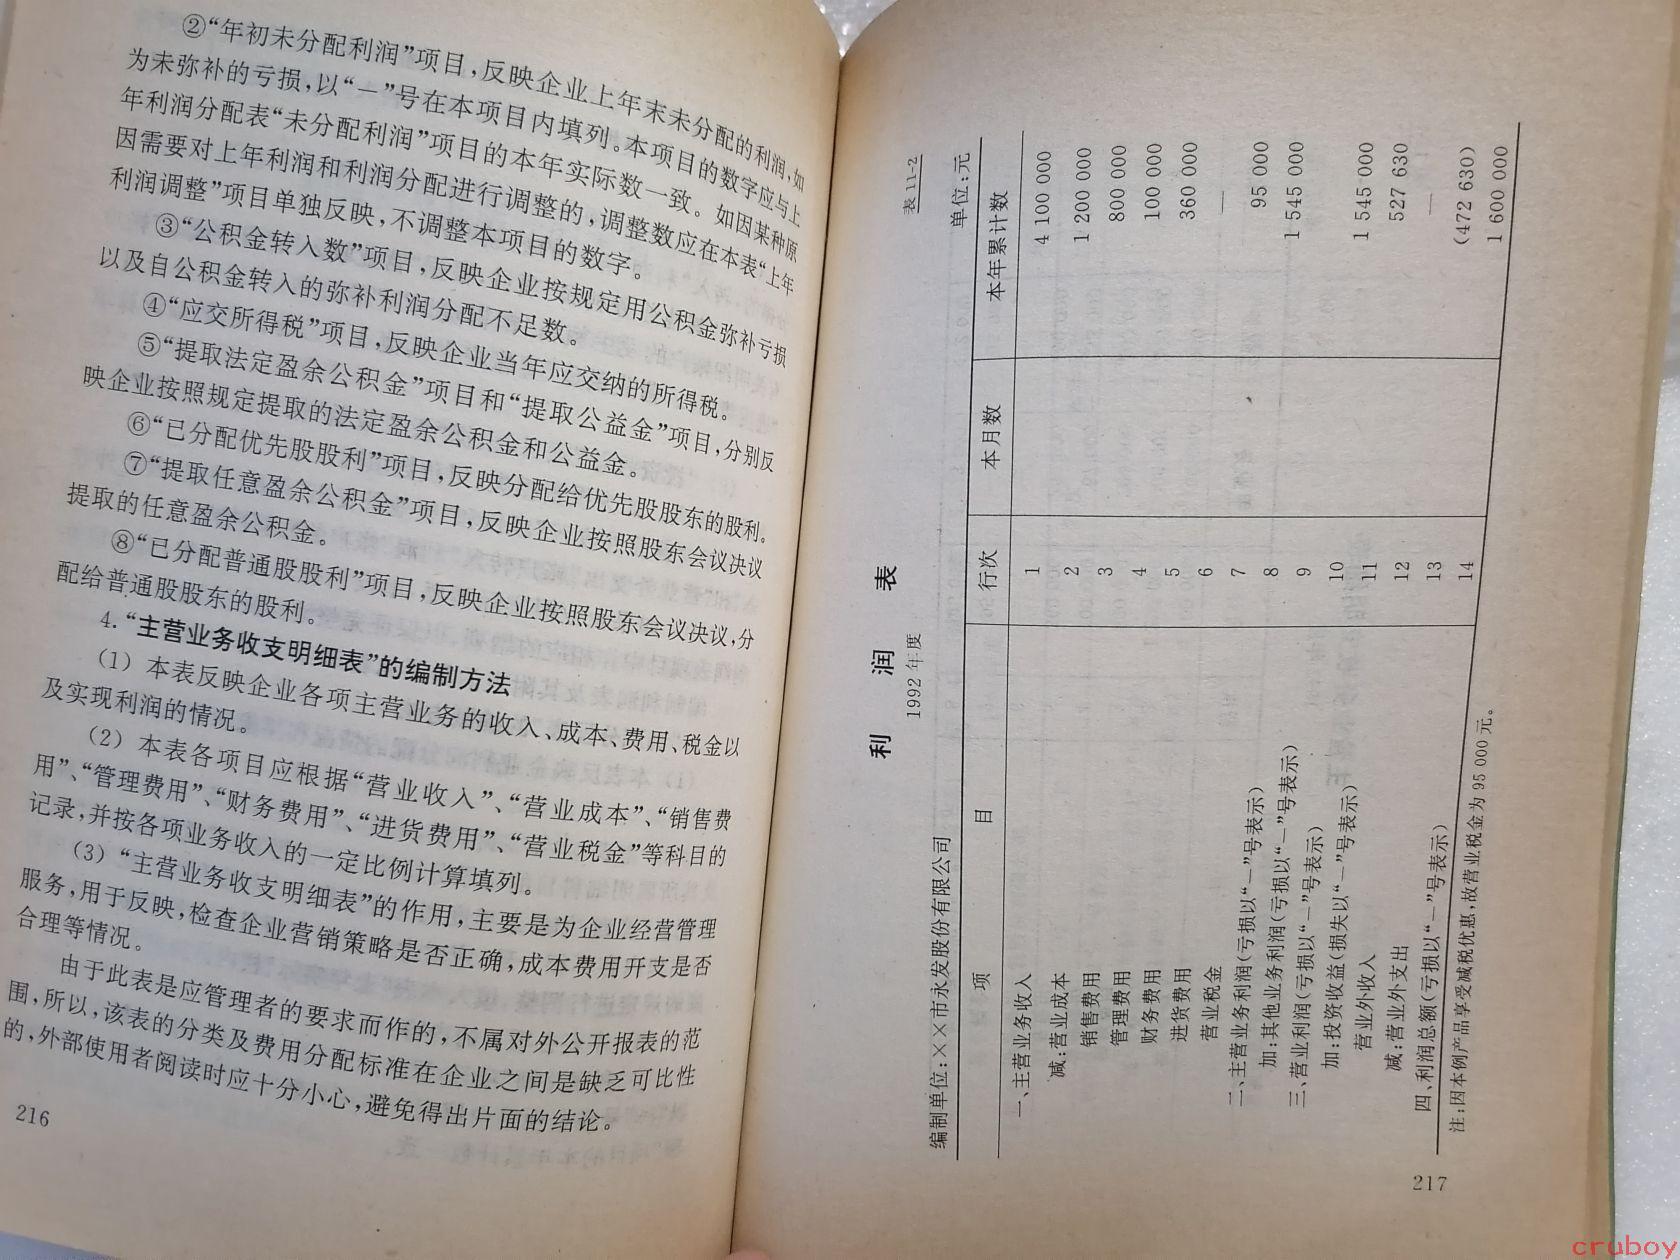 ②“年初未分配利润”项目,反映企业上年末未分配的利润,如
为未弥补的亏损,以“－”号在本项目内填列。本项目的数字应与上
年利润分配表“未分配利润”项目的本年实际数一致。如因某种原
因需要对上年利润和利润分配进行调整的,调整数应在本表“上年
利润调整”项目单独反映,不调整本项目的数字。
③“公积金转入数”项目,反映企业按规定用公积金弥补亏损
以及自公积金转入的弥补利润分配不足数。
④“应交所得税”项目,反映企业当年应交纳的所得税。
⑤“提取法定盈余公积金”项目和“提取公益金”项目,分别反
映企业按照规定提取的法定盈余公积金和公益金。
⑥“已分配优先股股利”项目,反映分配给优先股股东的股利。
⑦“提取任意盈余公积金”项目,反映企业按照股东会议决议
提取的任意盈余公积金。
⑧“已分配普通股股利”项目,反映企业按照股东会议决议,分
配给普通股股东的股利。
4.“主营业务收支明细表”的编制方法
(1) 本表反映企业各项主营业务的收入、成本、费用、税金以
及实现利润的情况。
(2) 本表各项目应根据“营业收入”、“营业成本”、“销售费
用”、“管理费用”、“财务费用”、“进货费用”、“营业税金”等科目的
记录,并按各项业务收入的一定比例计算填列。
(3) “主营业务收支明细表”的作用,主要是为企业经营管理
服务,用于反映,检查企业营销策略是否正确,成本费用开支是否
合理等情况。
由于此表是应管理者的要求而作的,不属对外公开报表的范
围,所以,该表的分类及费用分配标准在企业之间是缺乏可比性
的,外部使用者阅读时应十分小心,避免得出片面的结论。
216
利 润 表 表11-2
1992年度
编制单位:××市永发股份有限公司 单位:元
项 目 行次 本月数 本年累计数
一、主营业务收入 1 4 100 000
减:营业成本 2 1 200 000
销售费用 3 800 000
管理费用 4 100 000
财务费用 5 360 000
进货费用 6 —
营业税金 7 95 000
二、主营业务利润(亏损以“－”号表示) 8 1 545 000
加:其他业务利润(亏损以“－”号表示) 9
三、营业利润(亏损以“－”号表示) 10 1 545 000
加:投资收益(损失以“－”号表示) 11 527 630
营业外收入 12 —
减:营业外支出 13 (472 630)
四、利润总额(亏损以“－”号表示) 14 1 600 000
注:因本例产品享受减税优惠,故营业税金为95 000元。
217
cruboy